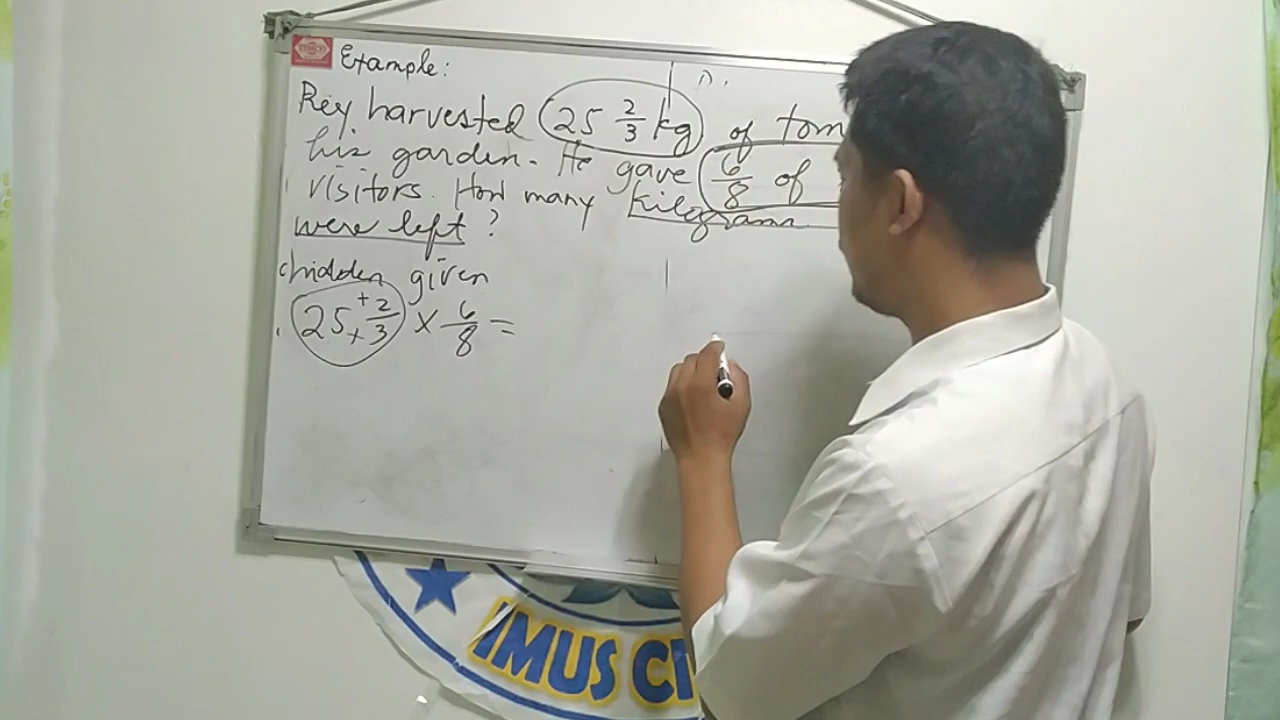 Example:
Rey harvested 25 2/3 kg of tom
his garden. He gave 6/8 of
visitors. How many kilograms
were left?
hidden given
25 + 2/3 × 6/8 =
IMUS CI